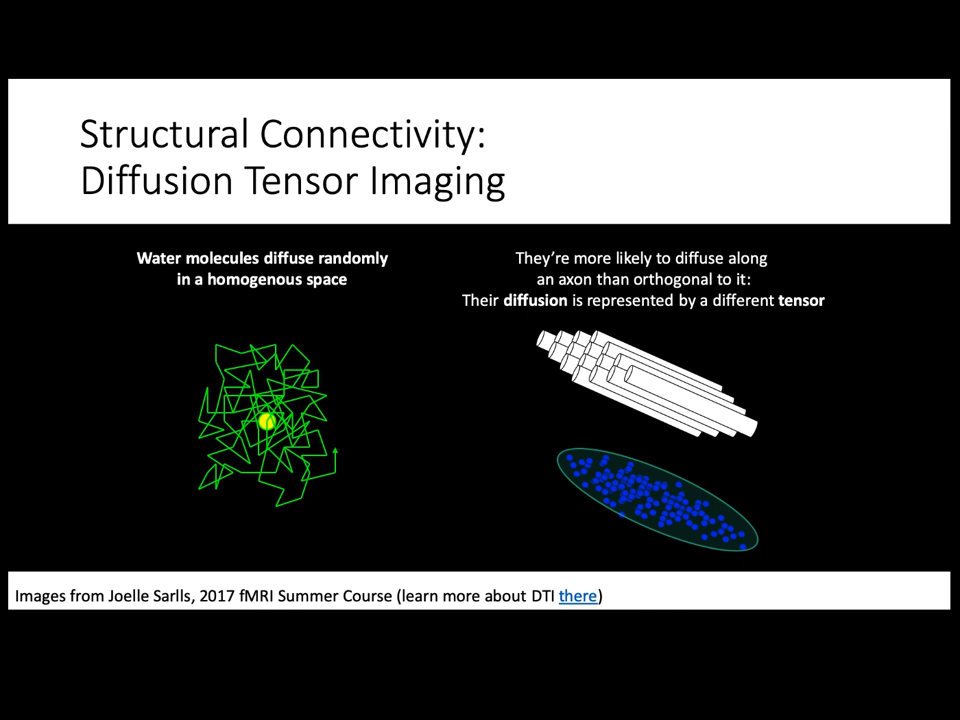 Structural Connectivity:
Diffusion Tensor Imaging
Water molecules diffuse randomly
in a homogenous space
They’re more likely to diffuse along
an axon than orthogonal to it:
Their diffusion is represented by a different tensor
Images from Joelle Sarlls, 2017 fMRI Summer Course (learn more about DTI there)